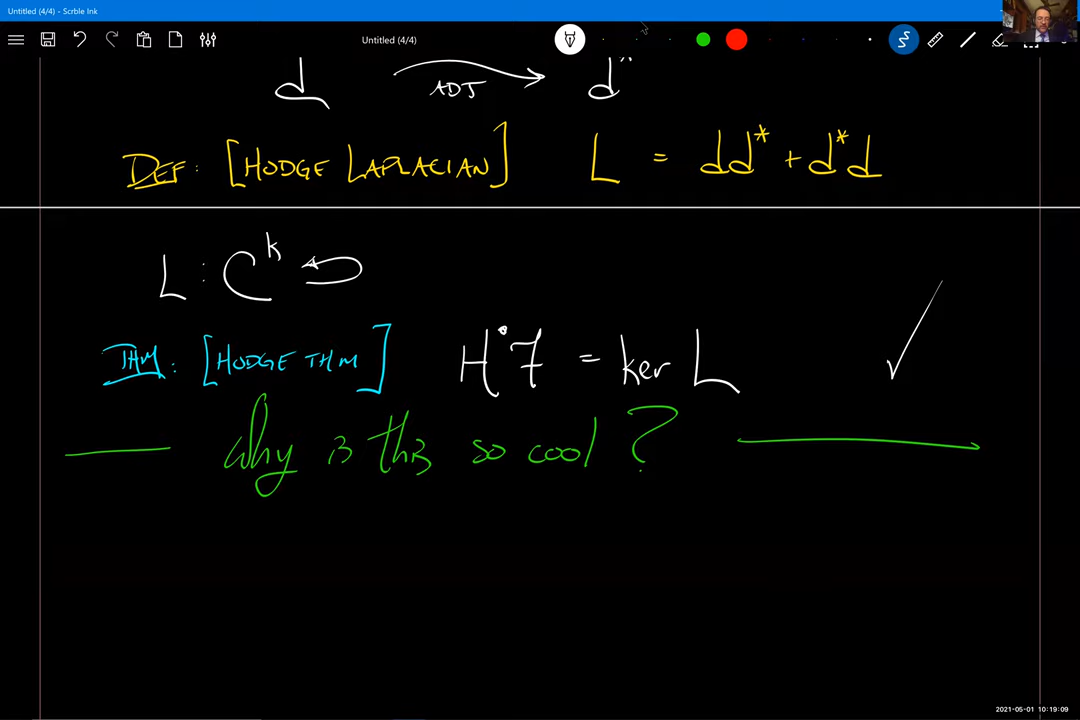 Untitled (4/4) - Scrble Ink
Untitled (4/4)
d ADJ d*
DEF: [HODGE LAPLACIAN] L = dd* + d*d
L : C^k
THM: [HODGE THM] H^• F = ker L
Why is this so cool ?
2021-05-01 10:19:09